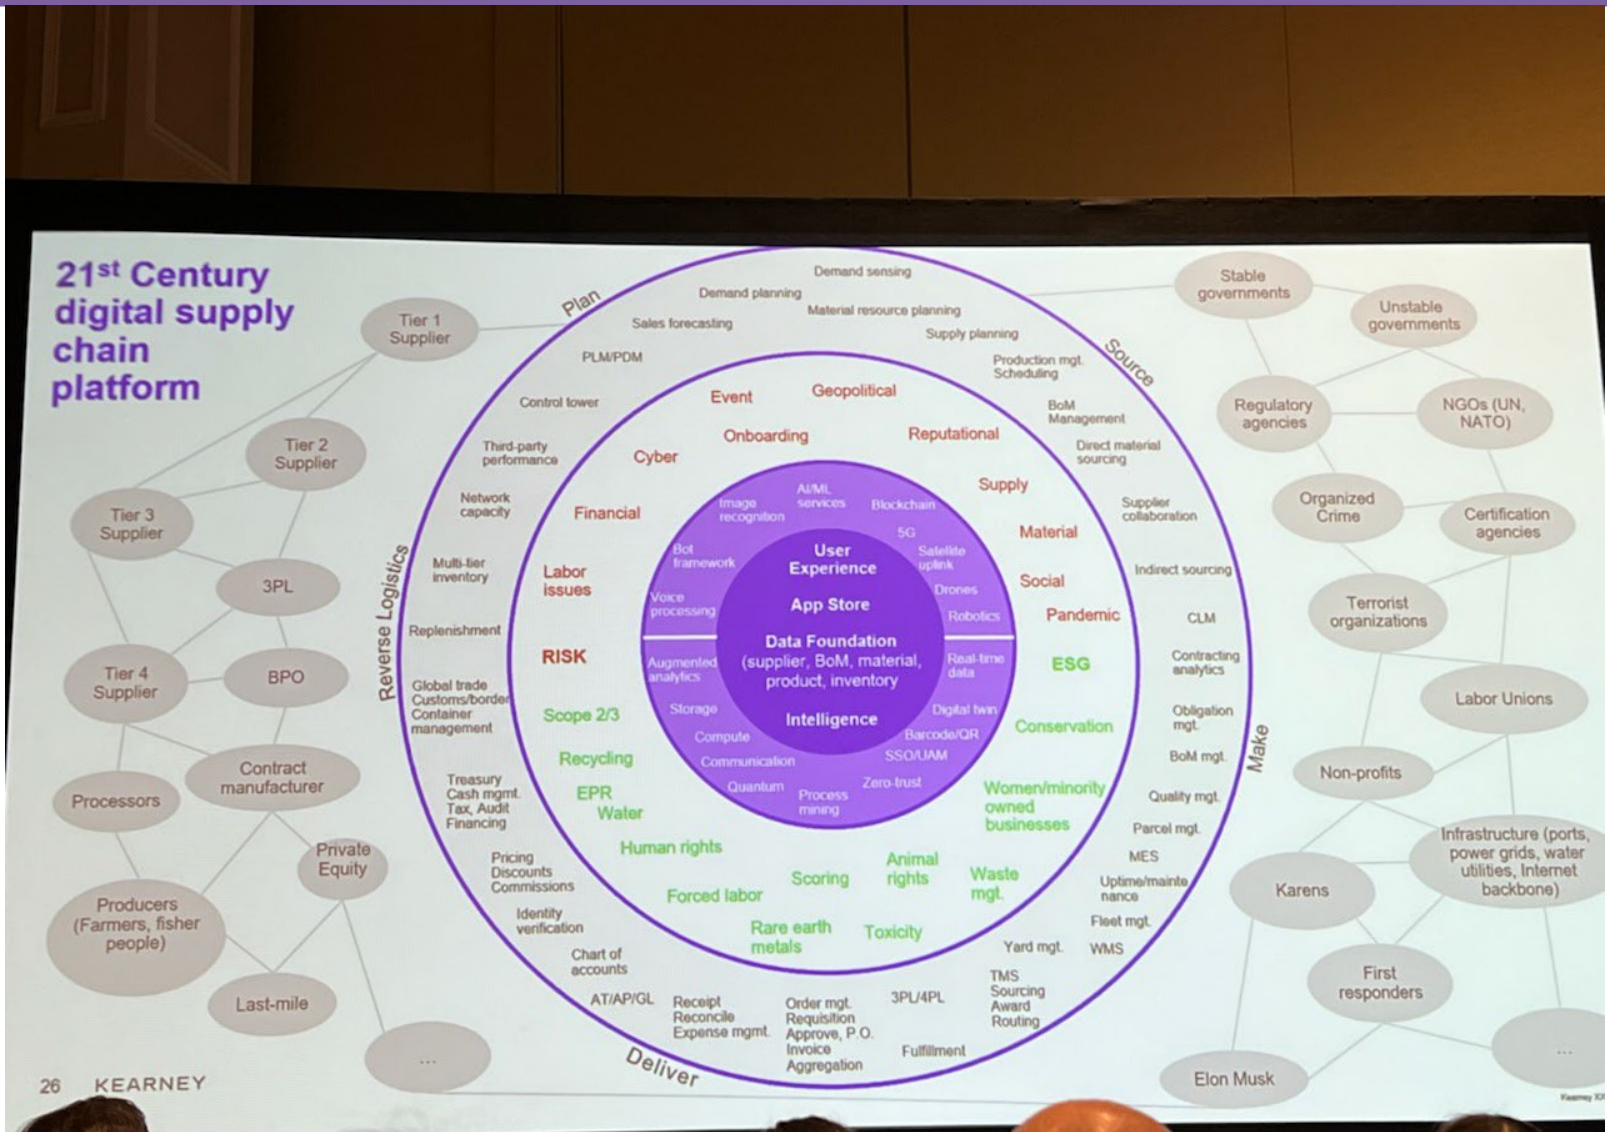 21st Century
digital supply
chain
platform
Plan
Source
Make
Deliver
Reverse Logistics
Demand sensing
Demand planning
Material resource planning
Sales forecasting
Supply planning
PLM/PDM
Production mgt.
Scheduling
Control tower
BoM
Management
Third-party
performance
Direct material
sourcing
Network
capacity
Supplier
collaboration
Multi-tier
inventory
Indirect sourcing
Replenishment
CLM
Contracting
analytics
Global trade
Customs/border
Container
management
Obligation
mgt.
BoM mgt.
Treasury
Cash mgmt.
Tax, Audit
Financing
Quality mgt.
Parcel mgt.
MES
Pricing
Discounts
Commissions
Uptime/mainte
nance
Identity
verification
Fleet mgt.
Chart of
accounts
Yard mgt.
WMS
AT/AP/GL
Receipt
Reconcile
Expense mgmt.
Order mgt.
Requisition
Approve, P.O.
Invoice
Aggregation
3PL/4PL
Fulfillment
TMS
Sourcing
Award
Routing
Event
Geopolitical
Onboarding
Reputational
Cyber
Supply
Financial
Material
Labor
issues
Social
Pandemic
RISK
ESG
Scope 2/3
Conservation
Recycling
EPR
Water
Women/minority
owned
businesses
Human rights
Animal
rights
Scoring
Waste
mgt.
Forced labor
Rare earth
metals
Toxicity
Image
recognition
AI/ML
services
Blockchain
5G
Bot
framework
Satellite
uplink
Voice
processing
Drones
Robotics
Augmented
analytics
Real-time
data
Storage
Digital twin
Compute
Barcode/QR
Communication
SSO/UAM
Quantum
Process
mining
Zero-trust
User
Experience
App Store
Data Foundation
(supplier, BoM, material,
product, inventory
Intelligence
Tier 1
Supplier
Tier 2
Supplier
Tier 3
Supplier
3PL
Tier 4
Supplier
BPO
Contract
manufacturer
Processors
Private
Equity
Producers
(Farmers, fisher
people)
Last-mile
...
Stable
governments
Unstable
governments
Regulatory
agencies
NGOs (UN,
NATO)
Organized
Crime
Certification
agencies
Terrorist
organizations
Labor Unions
Non-profits
Infrastructure (ports,
power grids, water
utilities, Internet
backbone)
Karens
First
responders
...
Elon Musk
26 KEARNEY
Kearney